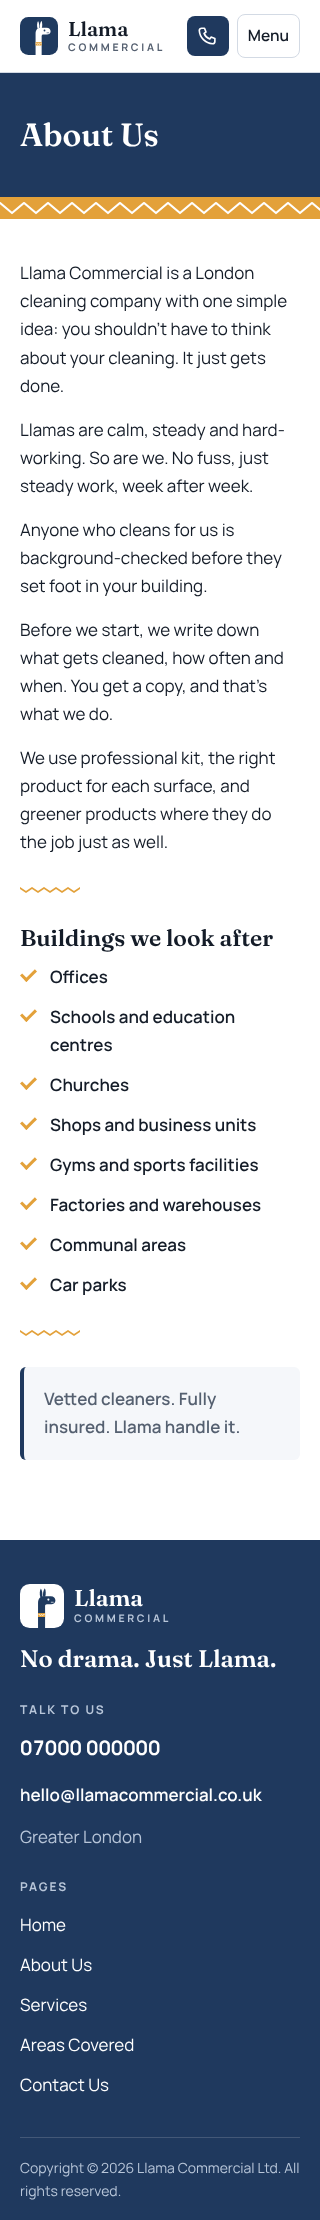 Llama
COMMERCIAL
Menu
About Us
Llama Commercial is a London
cleaning company with one simple
idea: you shouldn't have to think
about your cleaning. It just gets
done.
Llamas are calm, steady and hard-
working. So are we. No fuss, just
steady work, week after week.
Anyone who cleans for us is
background-checked before they
set foot in your building.
Before we start, we write down
what gets cleaned, how often and
when. You get a copy, and that's
what we do.
We use professional kit, the right
product for each surface, and
greener products where they do
the job just as well.
Buildings we look after
Offices
Schools and education
centres
Churches
Shops and business units
Gyms and sports facilities
Factories and warehouses
Communal areas
Car parks
Vetted cleaners. Fully
insured. Llama handle it.
Llama
COMMERCIAL
No drama. Just Llama.
TALK TO US
07000 000000
hello@llamacommercial.co.uk
Greater London
PAGES
Home
About Us
Services
Areas Covered
Contact Us
Copyright © 2026 Llama Commercial Ltd. All
rights reserved.